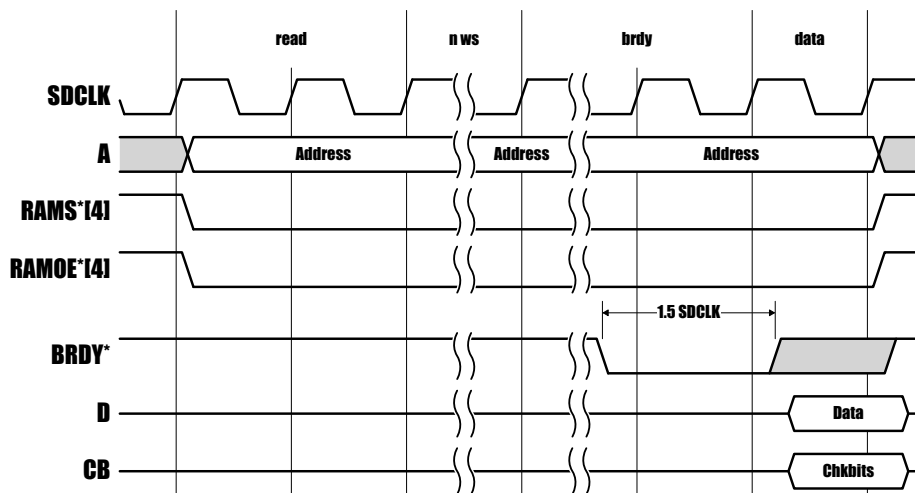 read n ws brdy data
SDCLK
A Address Address Address
RAMS*[4]
RAMOE*[4]
1.5 SDCLK
BRDY*
D Data
CB Chkbits